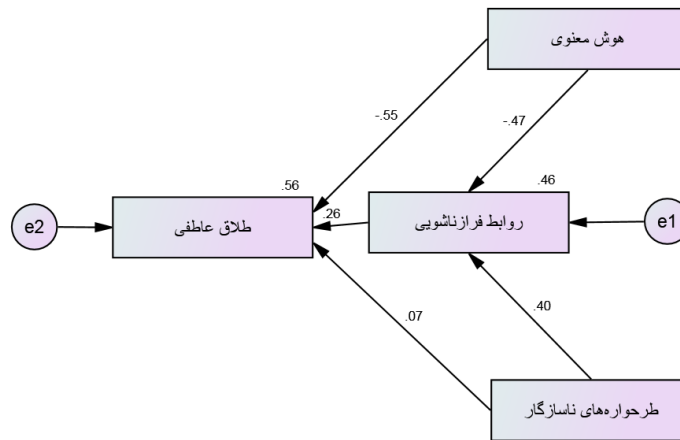 هوش معنوی
-.55
-.47
.56
.46
e2
طلاق عاطفی
.26
روابط فرازناشویی
e1
.07
.40
طرحواره‌های ناسازگار